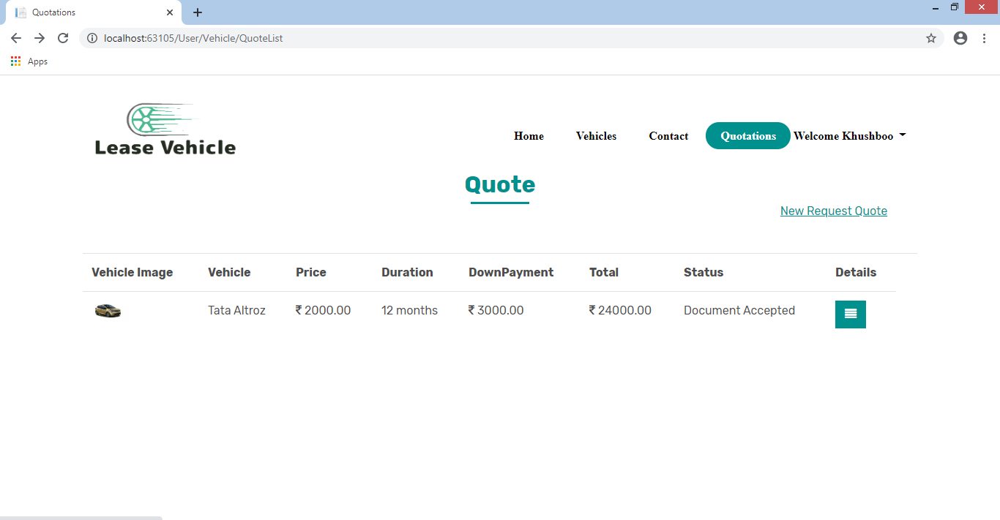 Quotations
localhost:63105/User/Vehicle/QuoteList
Apps
Lease Vehicle
Home Vehicles Contact Quotations Welcome Khushboo
Quote
New Request Quote
Vehicle Image Vehicle Price Duration DownPayment Total Status Details
Tata Altroz ₹ 2000.00 12 months ₹ 3000.00 ₹ 24000.00 Document Accepted